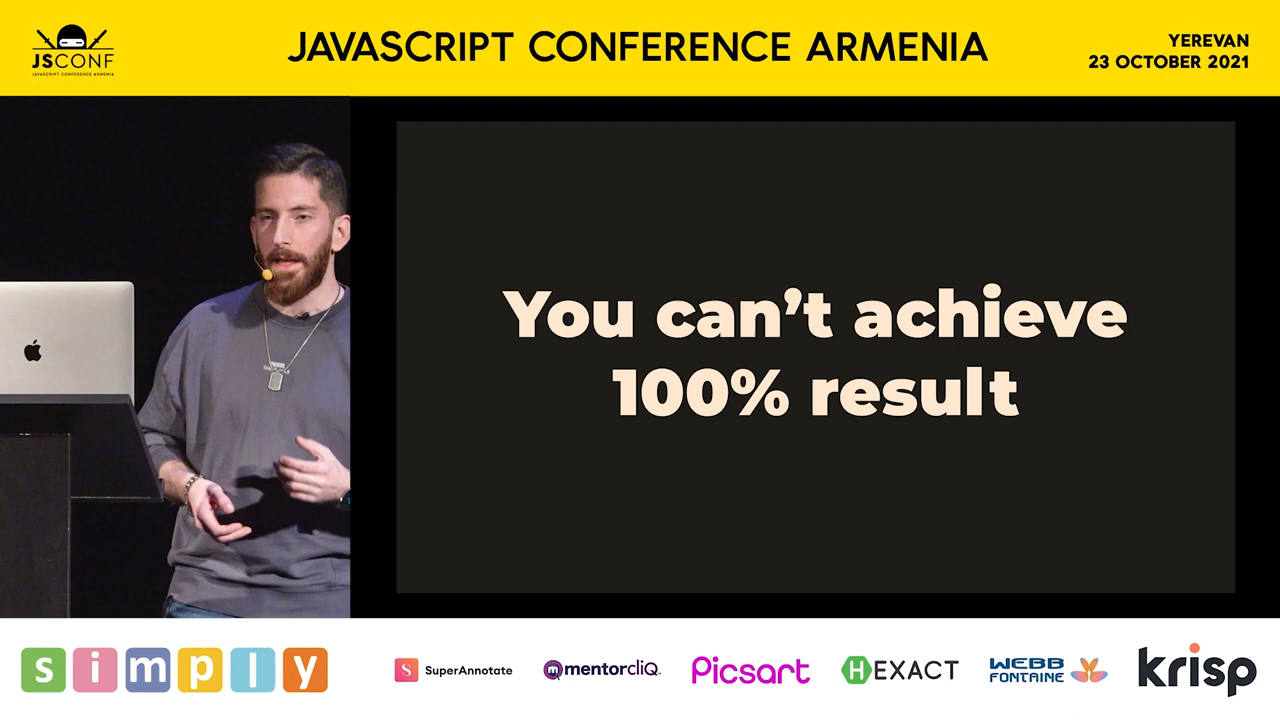 JSCONF
JAVASCRIPT CONFERENCE ARMENIA
JAVASCRIPT CONFERENCE ARMENIA
YEREVAN
23 OCTOBER 2021
You can’t achieve
100% result
simply
SuperAnnotate
mentorcliQ
Picsart
HEXACT
WEBB
FONTAINE
krisp